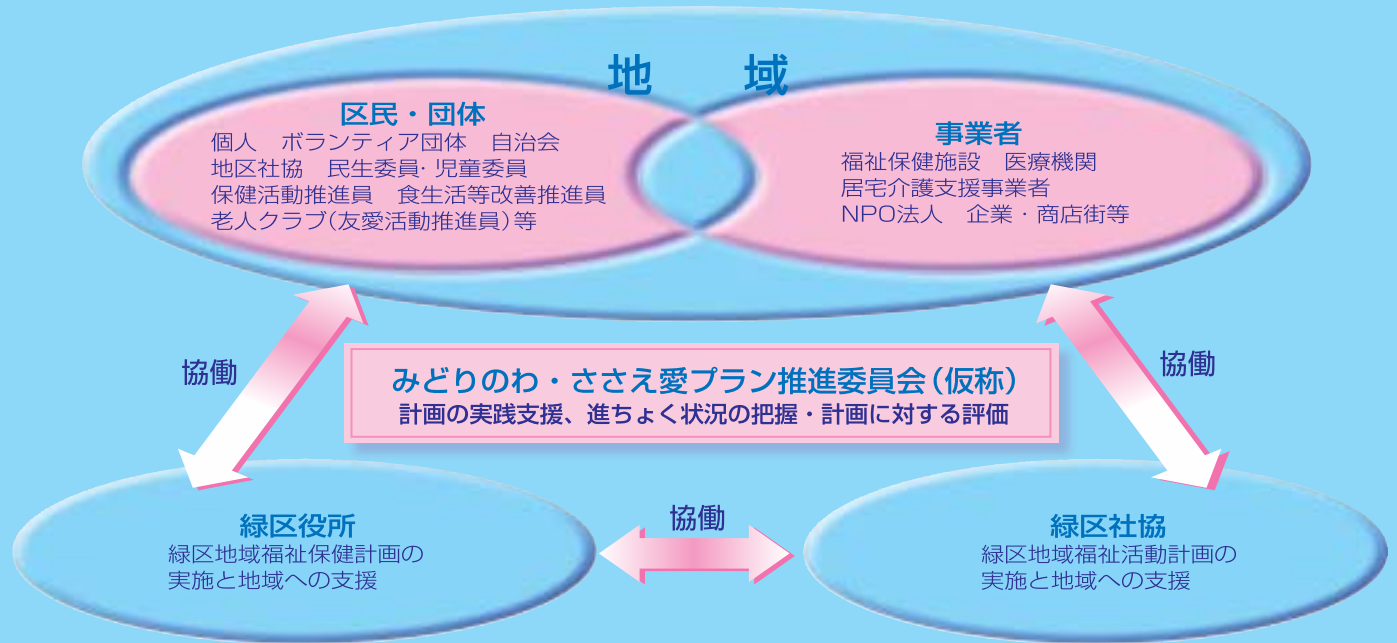 地　域
区民・団体
個人　ボランティア団体　自治会
地区社協　民生委員・児童委員
保健活動推進員　食生活等改善推進員
老人クラブ（友愛活動推進員）等
事業者
福祉保健施設　医療機関
居宅介護支援事業者
NPO法人　企業・商店街等
協働
協働
みどりのわ・ささえ愛プラン推進委員会（仮称）
計画の実践支援、進ちょく状況の把握・計画に対する評価
緑区役所
緑区地域福祉保健計画の
実施と地域への支援
協働
緑区社協
緑区地域福祉活動計画の
実施と地域への支援